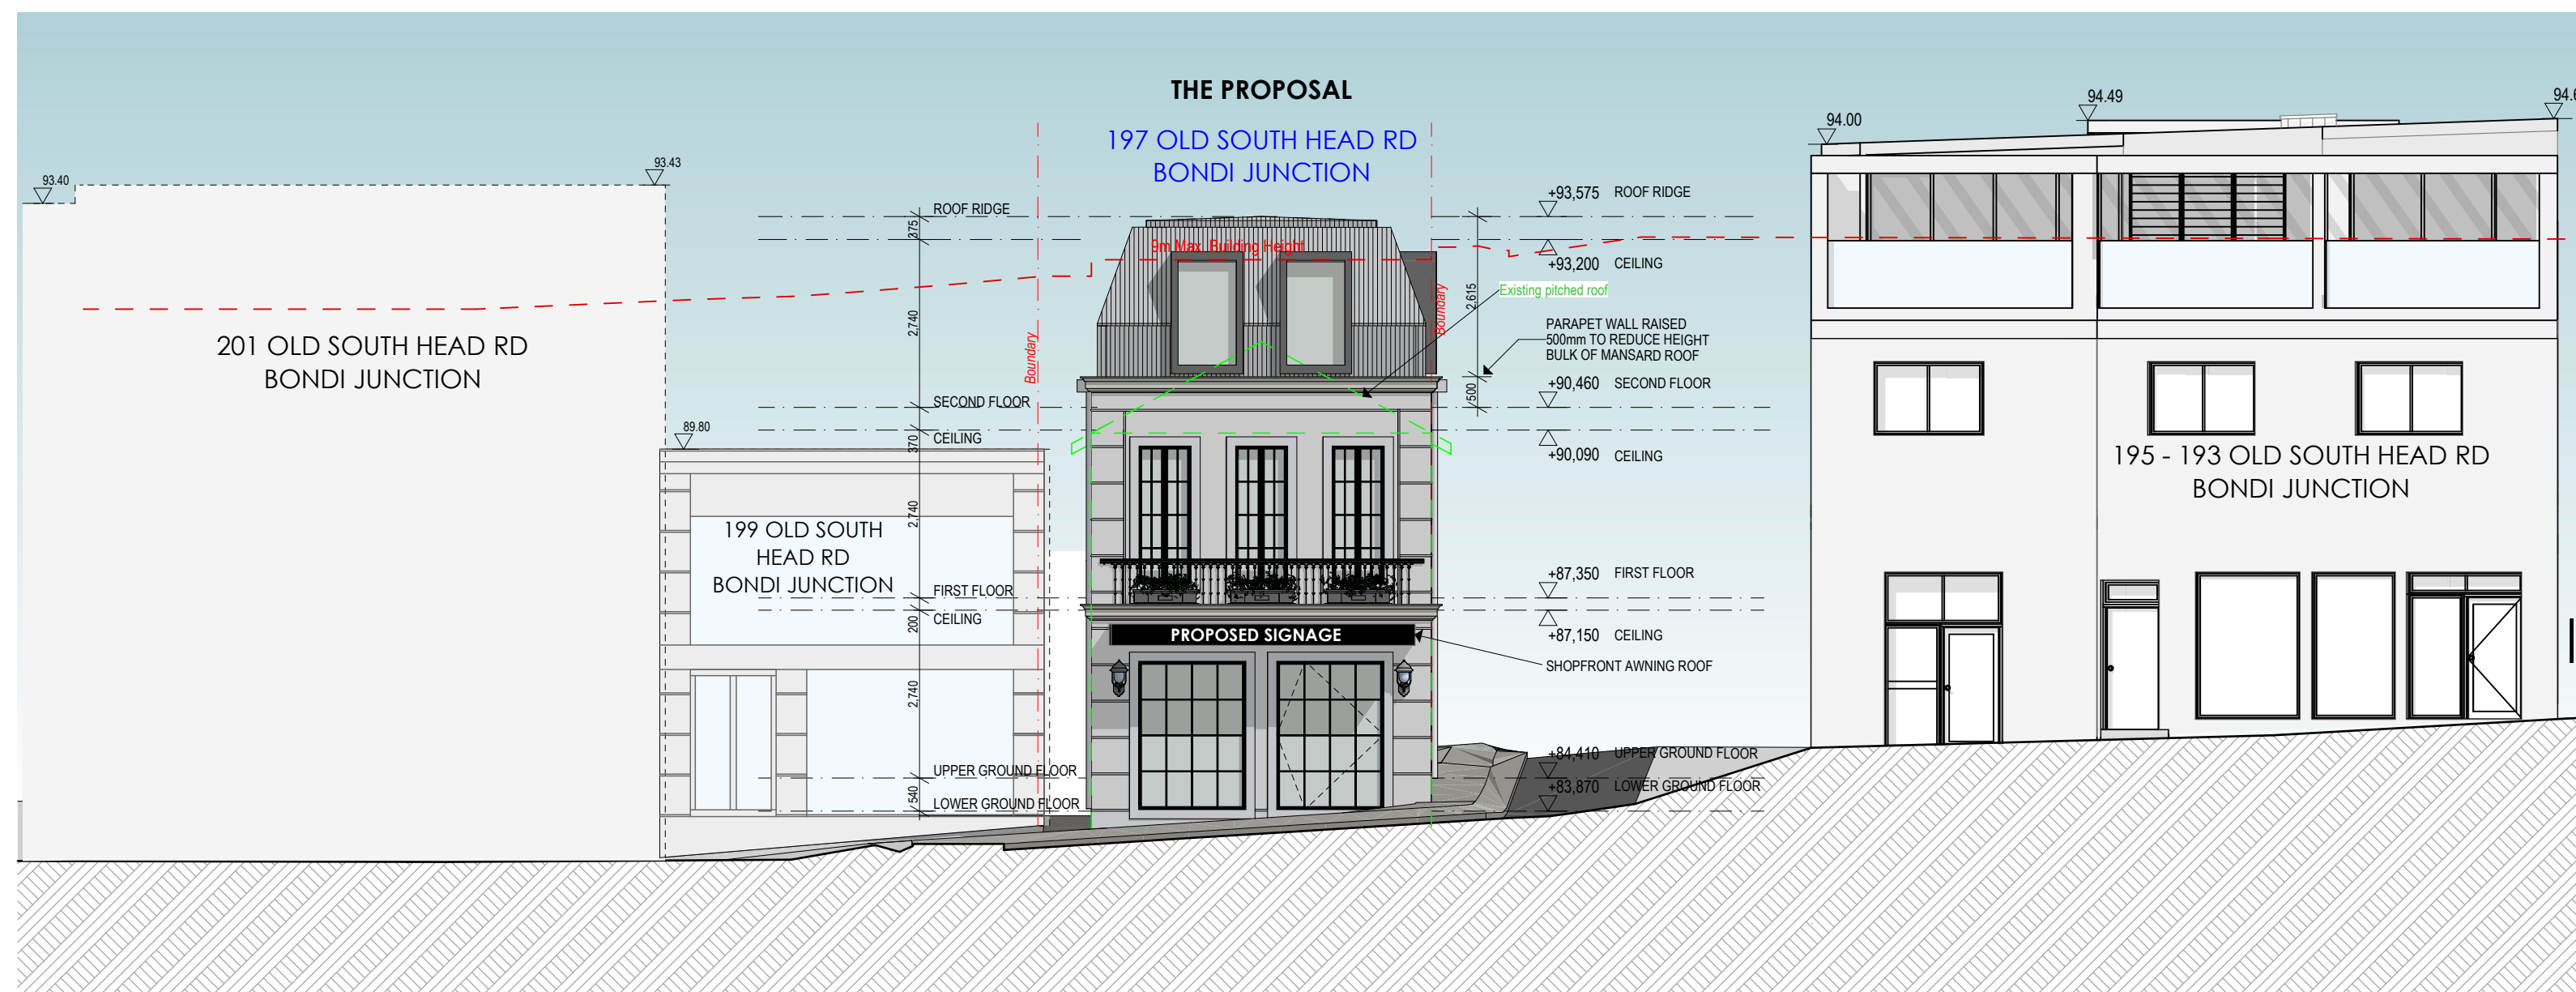 THE PROPOSAL
197 OLD SOUTH HEAD RD
BONDI JUNCTION
93.40
93.43
94.00
94.49
ROOF RIDGE
375
+93,575 ROOF RIDGE
9m Max. Building Height
+93,200 CEILING
2,615
Existing pitched roof
Boundary
Boundary
2,740
201 OLD SOUTH HEAD RD
BONDI JUNCTION
PARAPET WALL RAISED
500mm TO REDUCE HEIGHT
BULK OF MANSARD ROOF
500
+90,460 SECOND FLOOR
SECOND FLOOR
89.80
370
CEILING
+90,090 CEILING
195 - 193 OLD SOUTH HEAD RD
BONDI JUNCTION
2,740
199 OLD SOUTH
HEAD RD
BONDI JUNCTION
FIRST FLOOR
+87,350 FIRST FLOOR
200
CEILING
+87,150 CEILING
PROPOSED SIGNAGE
SHOPFRONT AWNING ROOF
2,740
+84,410 UPPER GROUND FLOOR
UPPER GROUND FLOOR
+83,870 LOWER GROUND FLOOR
540
LOWER GROUND FLOOR